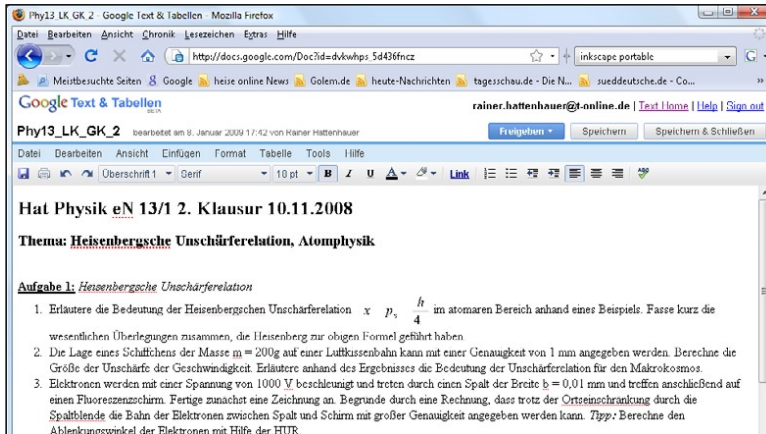 Phy13_LK_GK_2 - Google Text & Tabellen - Mozilla Firefox
Datei Bearbeiten Ansicht Chronik Lesezeichen Extras Hilfe
http://docs.google.com/Doc?id=dvkwhps_5d436fncz inkscape portable
Meistbesuchte Seiten Google heise online News Golem.de heute-Nachrichten tagesschau.de - Die N... sueddeutsche.de - Co... »
Google Text & Tabellen BETA rainer.hattenhauer@t-online.de | Text Home | Help | Sign out
Phy13_LK_GK_2 bearbeitet am 8. Januar 2009 17:42 von Rainer Hattenhauer Freigeben Speichern Speichern & Schließen
Datei Bearbeiten Ansicht Einfügen Format Tabelle Tools Hilfe
Überschrift 1 Serif 18 pt B I U A Link
Hat Physik eN 13/1 2. Klausur 10.11.2008
Thema: Heisenbergsche Unschärferelation, Atomphysik
Aufgabe 1: Heisenbergsche Unschärferelation
1. Erläutere die Bedeutung der Heisenbergschen Unschärferelation x pₓ h/4 im atomaren Bereich anhand eines Beispiels. Fasse kurz die
wesentlichen Überlegungen zusammen, die Heisenberg zur obigen Formel geführt haben.
2. Die Lage eines Schiffchens der Masse m = 200g auf einer Luftkissenbahn kann mit einer Genauigkeit von 1 mm angegeben werden. Berechne die
Größe der Unschärfe der Geschwindigkeit. Erläutere anhand des Ergebnisses die Bedeutung der Unschärferelation für den Makrokosmos.
3. Elektronen werden mit einer Spannung von 1000 V beschleunigt und treten durch einen Spalt der Breite b = 0,01 mm und treffen anschließend auf
einen Fluoreszenzschirm. Fertige zunächst eine Zeichnung an. Begründe durch eine Rechnung, dass trotz der Ortseinschränkung durch die
Spaltblende die Bahn der Elektronen zwischen Spalt und Schirm mit großer Genauigkeit angegeben werden kann. Tipp: Berechne den
Ablenkungswinkel der Elektronen mit Hilfe der HUR.